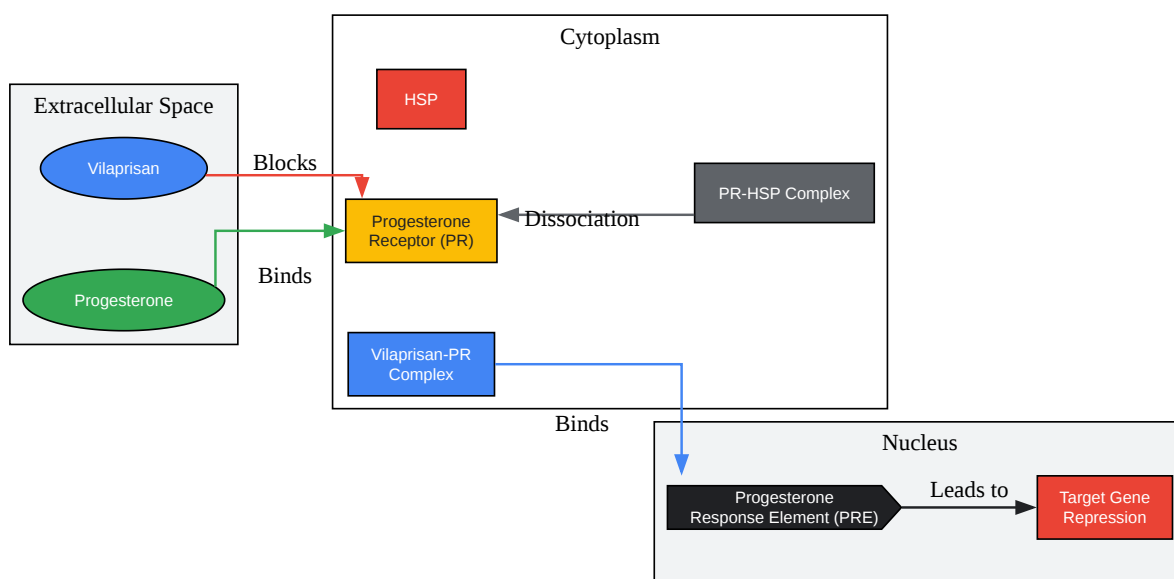 Cytoplasm
HSP
Extracellular Space
Vilaprisan
Blocks
PR-HSP Complex
Progesterone
Receptor (PR)
Dissociation
Binds
Progesterone
Vilaprisan-PR
Complex
Binds
Nucleus
Progesterone
Response Element (PRE)
Leads to
Target Gene
Repression